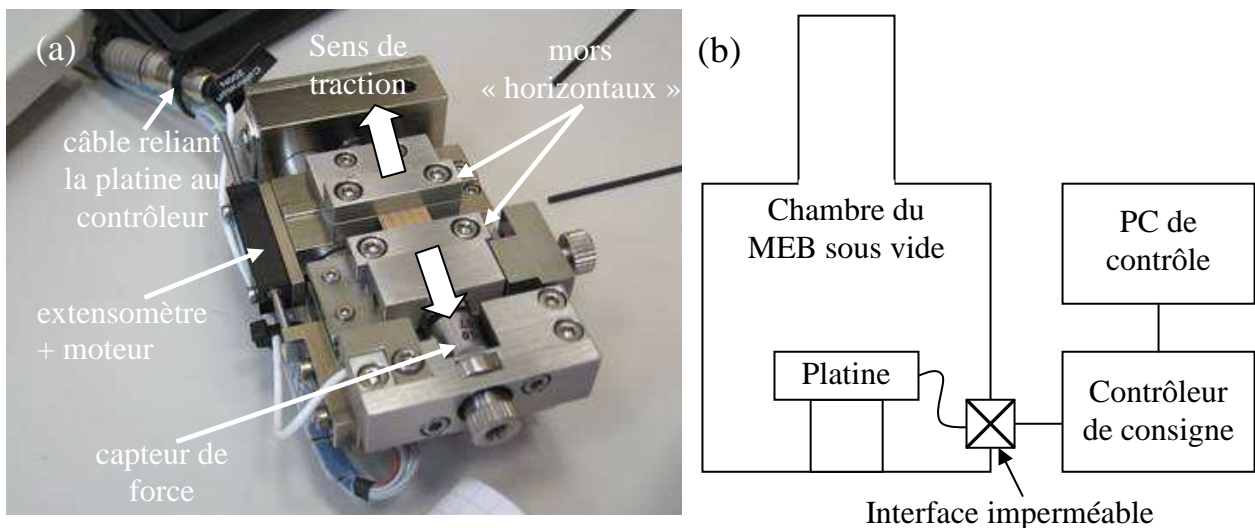 (a)
Sens de
traction
mors
« horizontaux »
câble reliant
la platine au
contrôleur
extensomètre
+ moteur
capteur de
force
(b)
Chambre du
MEB sous vide
PC de
contrôle
Platine
Contrôleur
de consigne
Interface imperméable